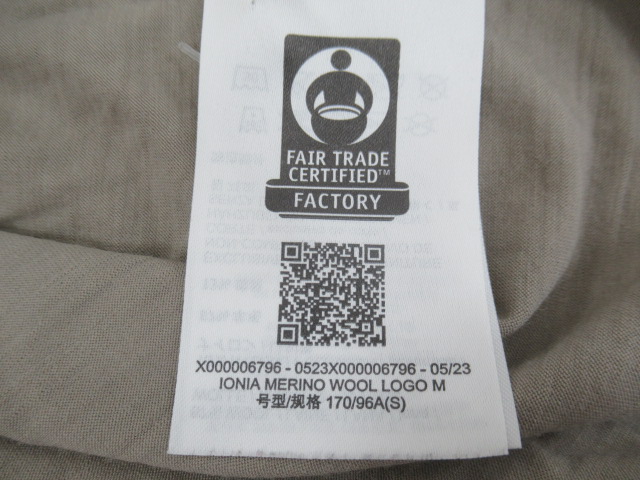 FAIR TRADE
CERTIFIED™
FACTORY
X000006796 - 0523X000006796 - 05/23
IONIA MERINO WOOL LOGO M
号型/规格 170/96A(S)